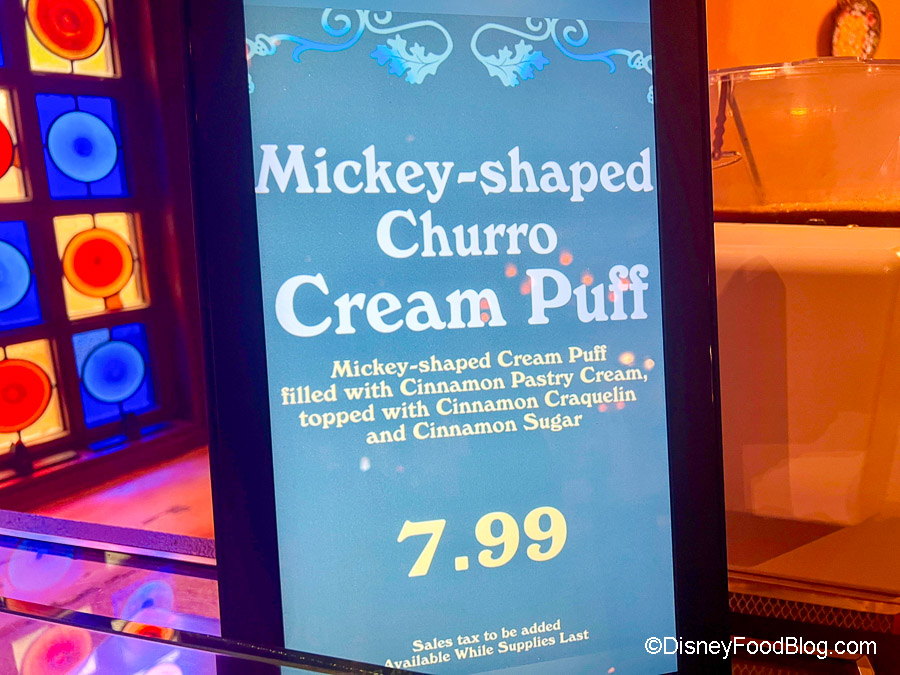 Mickey-shaped
Churro
Cream Puff
Mickey-shaped Cream Puff
filled with Cinnamon Pastry Cream,
topped with Cinnamon Craquelin
and Cinnamon Sugar
7.99
Sales tax to be added
Available While Supplies Last
©DisneyFoodBlog.com